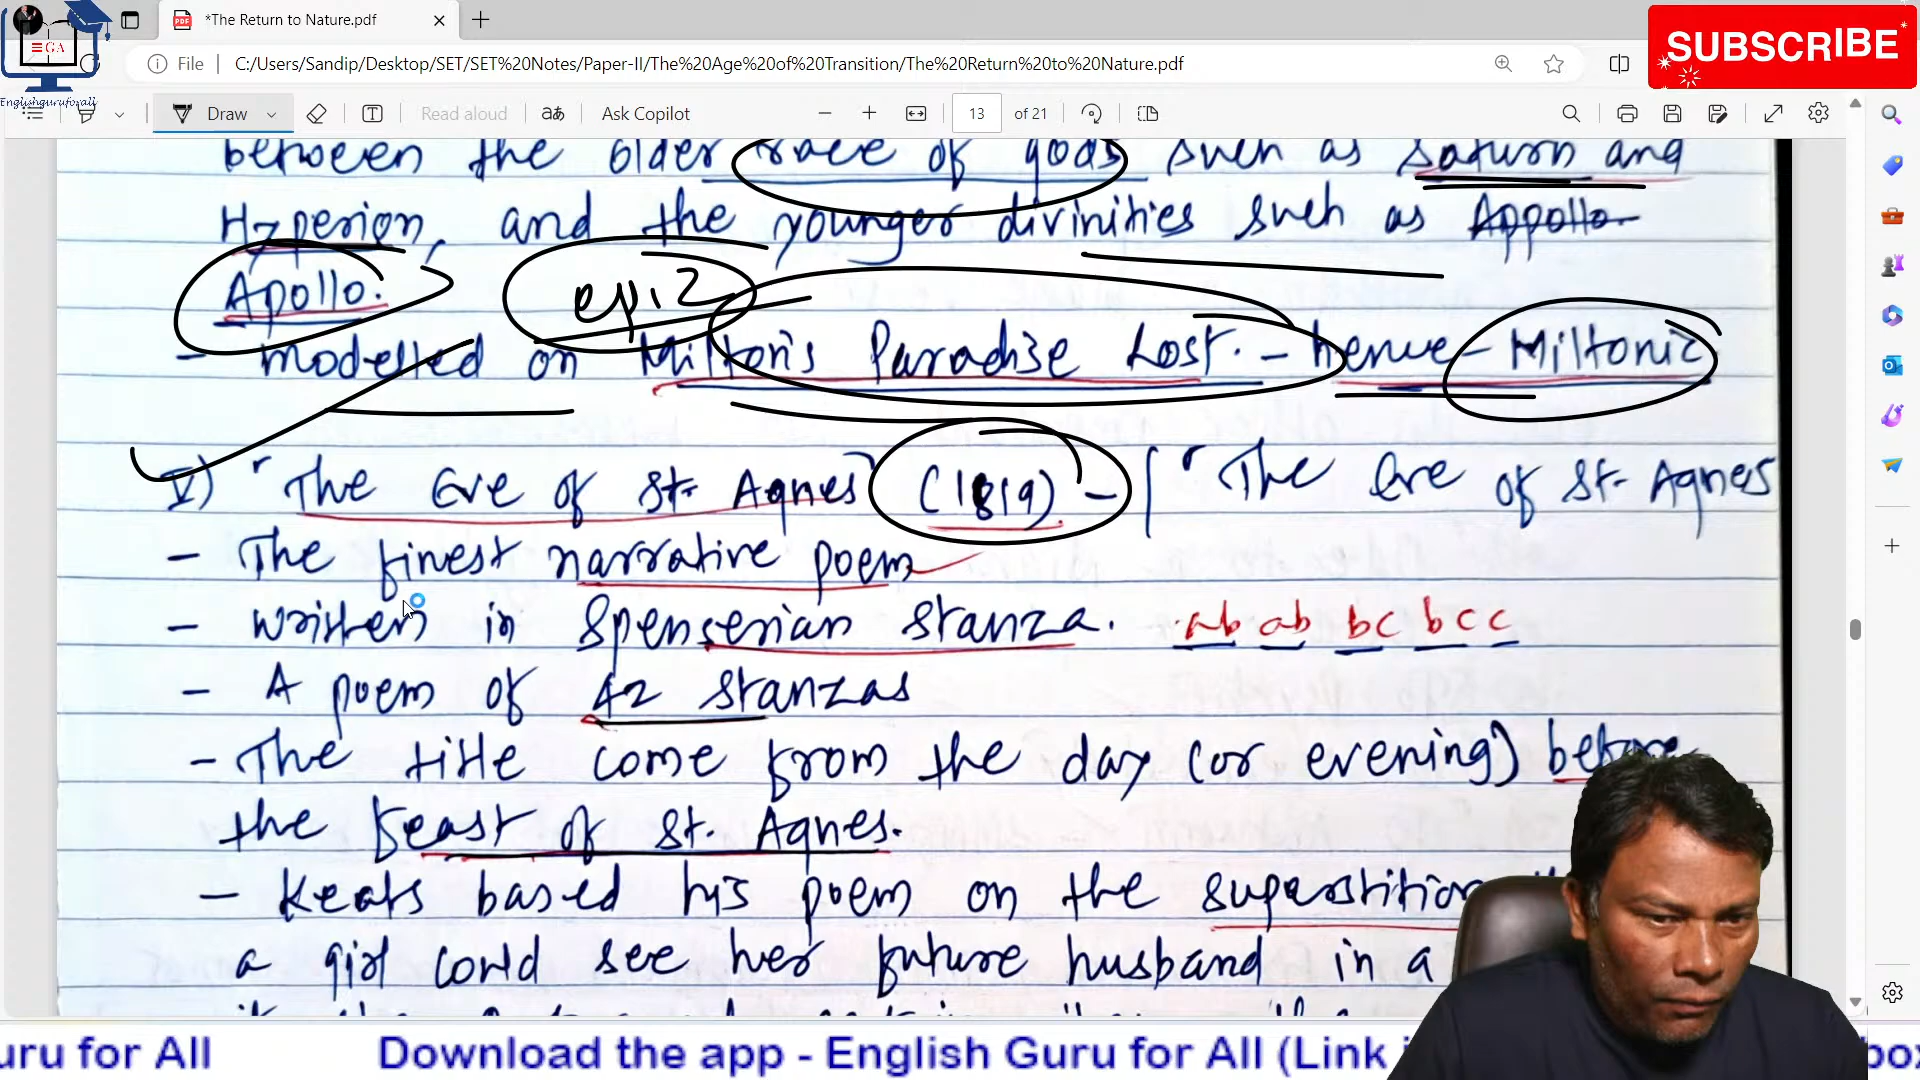 *The Return to Nature.pdf
SUBSCRIBE
≡GA
Englishguruforall
File
C:/Users/Sandip/Desktop/SET/SET%20Notes/Paper-II/The%20Age%20of%20Transition/The%20Return%20to%20Nature.pdf
Draw
Read aloud
aあ
Ask Copilot
13 of 21
between the older race of gods such as Saturn and
Hyperion, and the younger divinities such as Appollo
Apollo.
epic
- modelled on Milton's Paradise Lost. - hence - Miltonic
V) "The Eve of St. Agnes" (1819) - | "The Eve of St. Agnes
- The finest narrative poem
- written in Spenserian Stanza. ab ab bc bcc
- A poem of 42 stanzas
- The title come from the day (or evening) before
the feast of St. Agnes.
- Keats based his poem on the superstition
a girl could see her future husband in a
uru for All Download the app - English Guru for All (Link